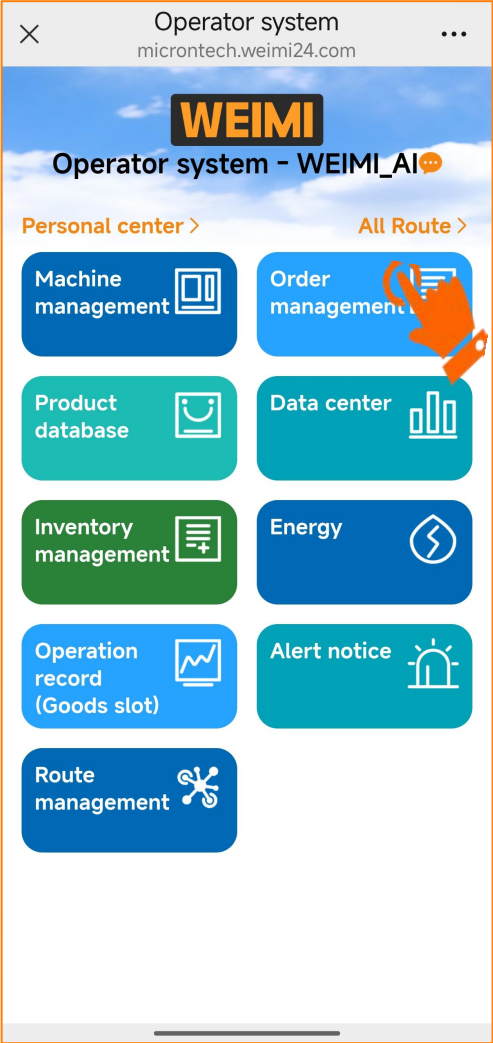 Operator system
microntech.weimi24.com
WEIMI
Operator system - WEIMI_AI
Personal center >
All Route >
Machine
management
Order
management
Product
database
Data center
Inventory
management
Energy
Operation
record
(Goods slot)
Alert notice
Route
management